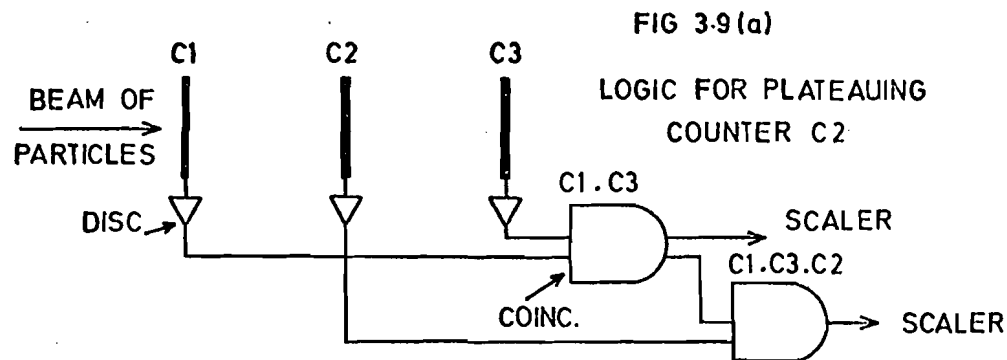 FIG 3.9(a)
C1
C2
C3
LOGIC FOR PLATEAUING
COUNTER C2
BEAM OF
PARTICLES
C1.C3
DISC
SCALER
C1.C3.C2
COINC.
SCALER